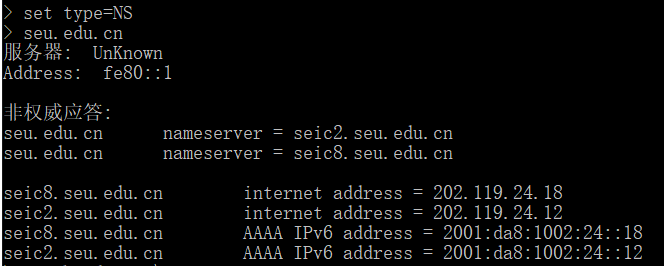 > set type=NS
> seu.edu.cn
服务器:  UnKnown
Address:  fe80::1
非权威应答:
seu.edu.cn      nameserver = seic2.seu.edu.cn
seu.edu.cn      nameserver = seic8.seu.edu.cn
seic8.seu.edu.cn        internet address = 202.119.24.18
seic2.seu.edu.cn        internet address = 202.119.24.12
seic8.seu.edu.cn        AAAA IPv6 address = 2001:da8:1002:24::18
seic2.seu.edu.cn        AAAA IPv6 address = 2001:da8:1002:24::12